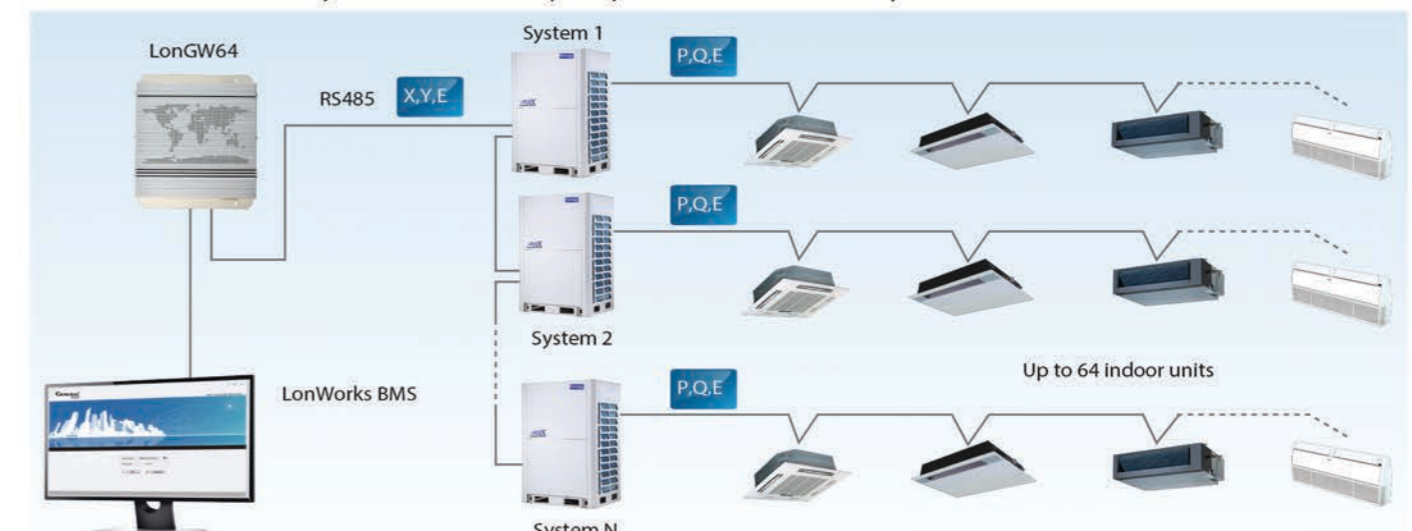 System 1
LonGW64
P,Q,E
RS485
X,Y,E
P,Q,E
System 2
Up to 64 indoor units
LonWorks BMS
P,Q,E
System N